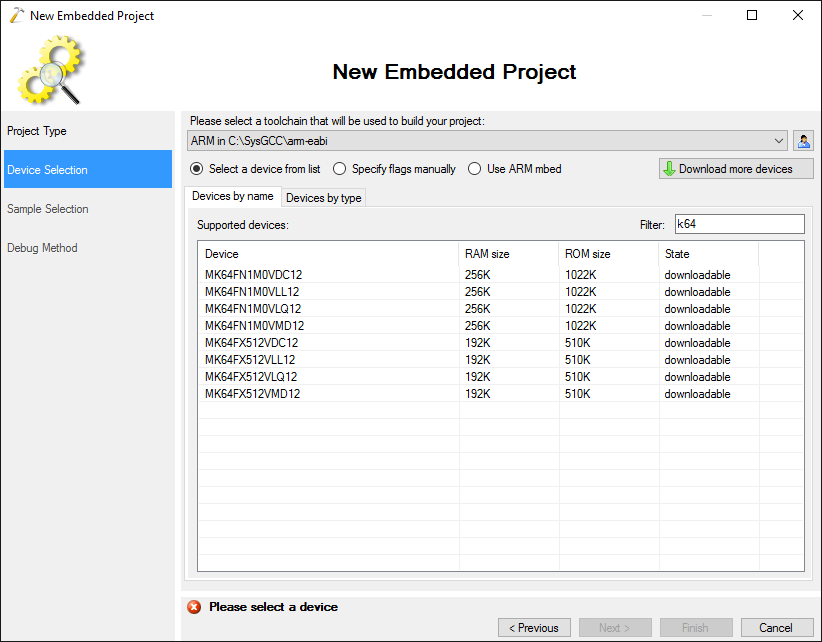 New Embedded Project
New Embedded Project
Project Type
Device Selection
Sample Selection
Debug Method
Please select a toolchain that will be used to build your project:
ARM in C:\SysGCC\arm-eabi
Select a device from list Specify flags manually Use ARM mbed Download more devices
Devices by name Devices by type
Supported devices: Filter: k64
Device RAM size ROM size State
MK64FN1M0VDC12 256K 1022K downloadable
MK64FN1M0VLL12 256K 1022K downloadable
MK64FN1M0VLQ12 256K 1022K downloadable
MK64FN1M0VMD12 256K 1022K downloadable
MK64FX512VDC12 192K 510K downloadable
MK64FX512VLL12 192K 510K downloadable
MK64FX512VLQ12 192K 510K downloadable
MK64FX512VMD12 192K 510K downloadable
Please select a device
< Previous Next > Finish Cancel